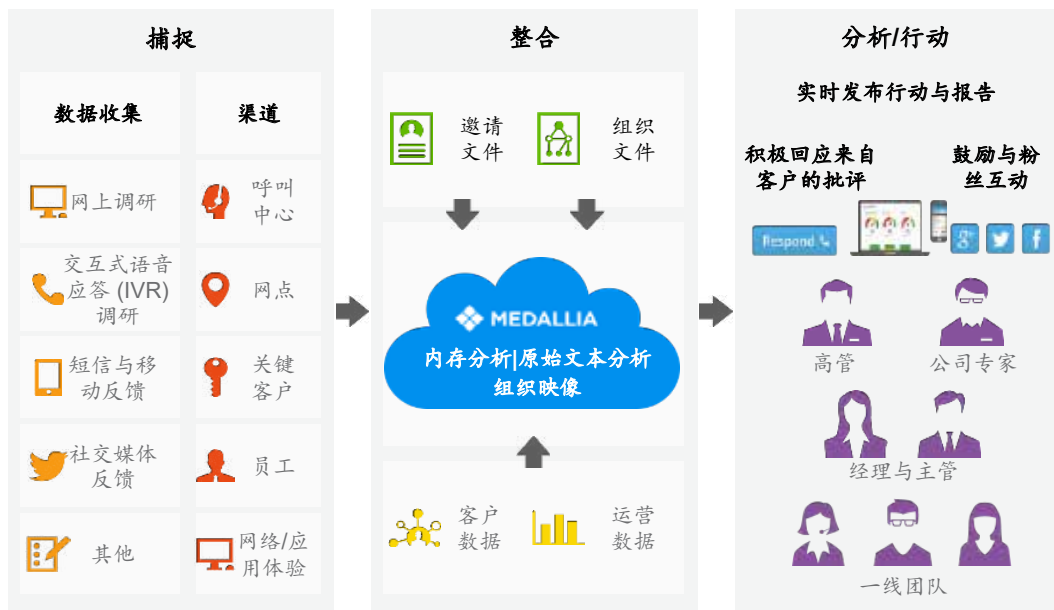 捕捉
数据收集
渠道
网上调研
呼叫
中心
交互式语音
应答 (IVR)
调研
网点
短信与移
动反馈
关键
客户
社交媒体
反馈
员工
其他
网络/应
用体验
整合
邀请
文件
组织
文件
MEDALLIA
内存分析|原始文本分析
组织映像
客户
数据
运营
数据
分析/行动
实时发布行动与报告
积极回应来自
客户的批评
鼓励与粉
丝互动
Respond
g+
f
高管
公司专家
经理与主管
一线团队